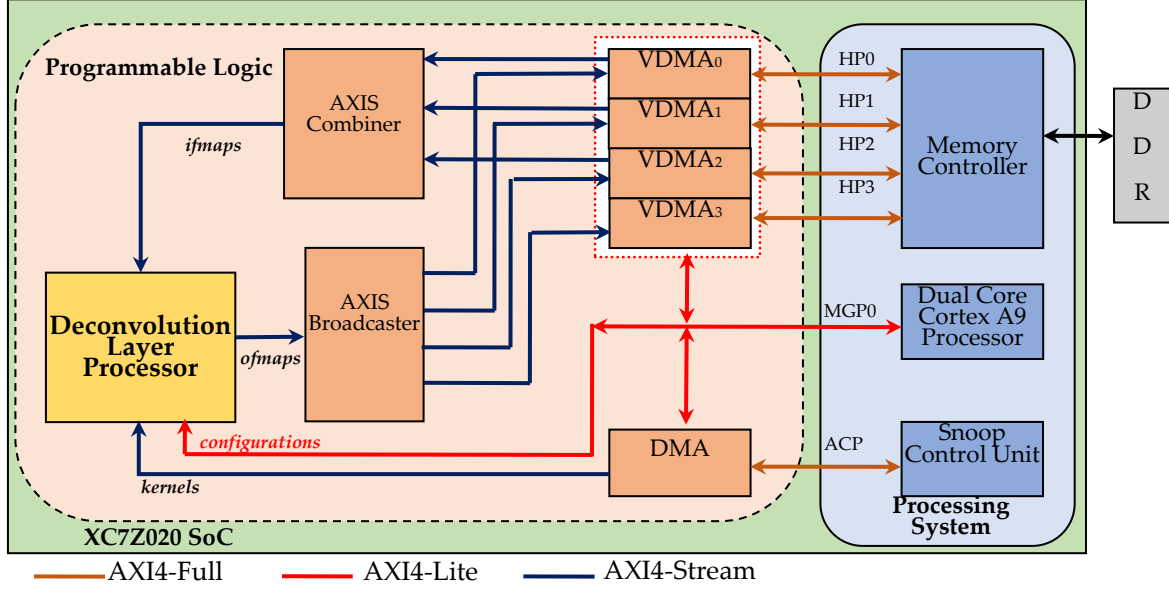 Programmable Logic
AXIS
Combiner
ifmaps
VDMA0
VDMA1
VDMA2
VDMA3
HP0
HP1
HP2
HP3
Memory
Controller
D
D
R
Deconvolution
Layer
Processor
ofmaps
AXIS
Broadcaster
MGP0
Dual Core
Cortex A9
Processor
configurations
kernels
DMA
ACP
Snoop
Control Unit
Processing
System
XC7Z020 SoC
AXI4-Full
AXI4-Lite
AXI4-Stream